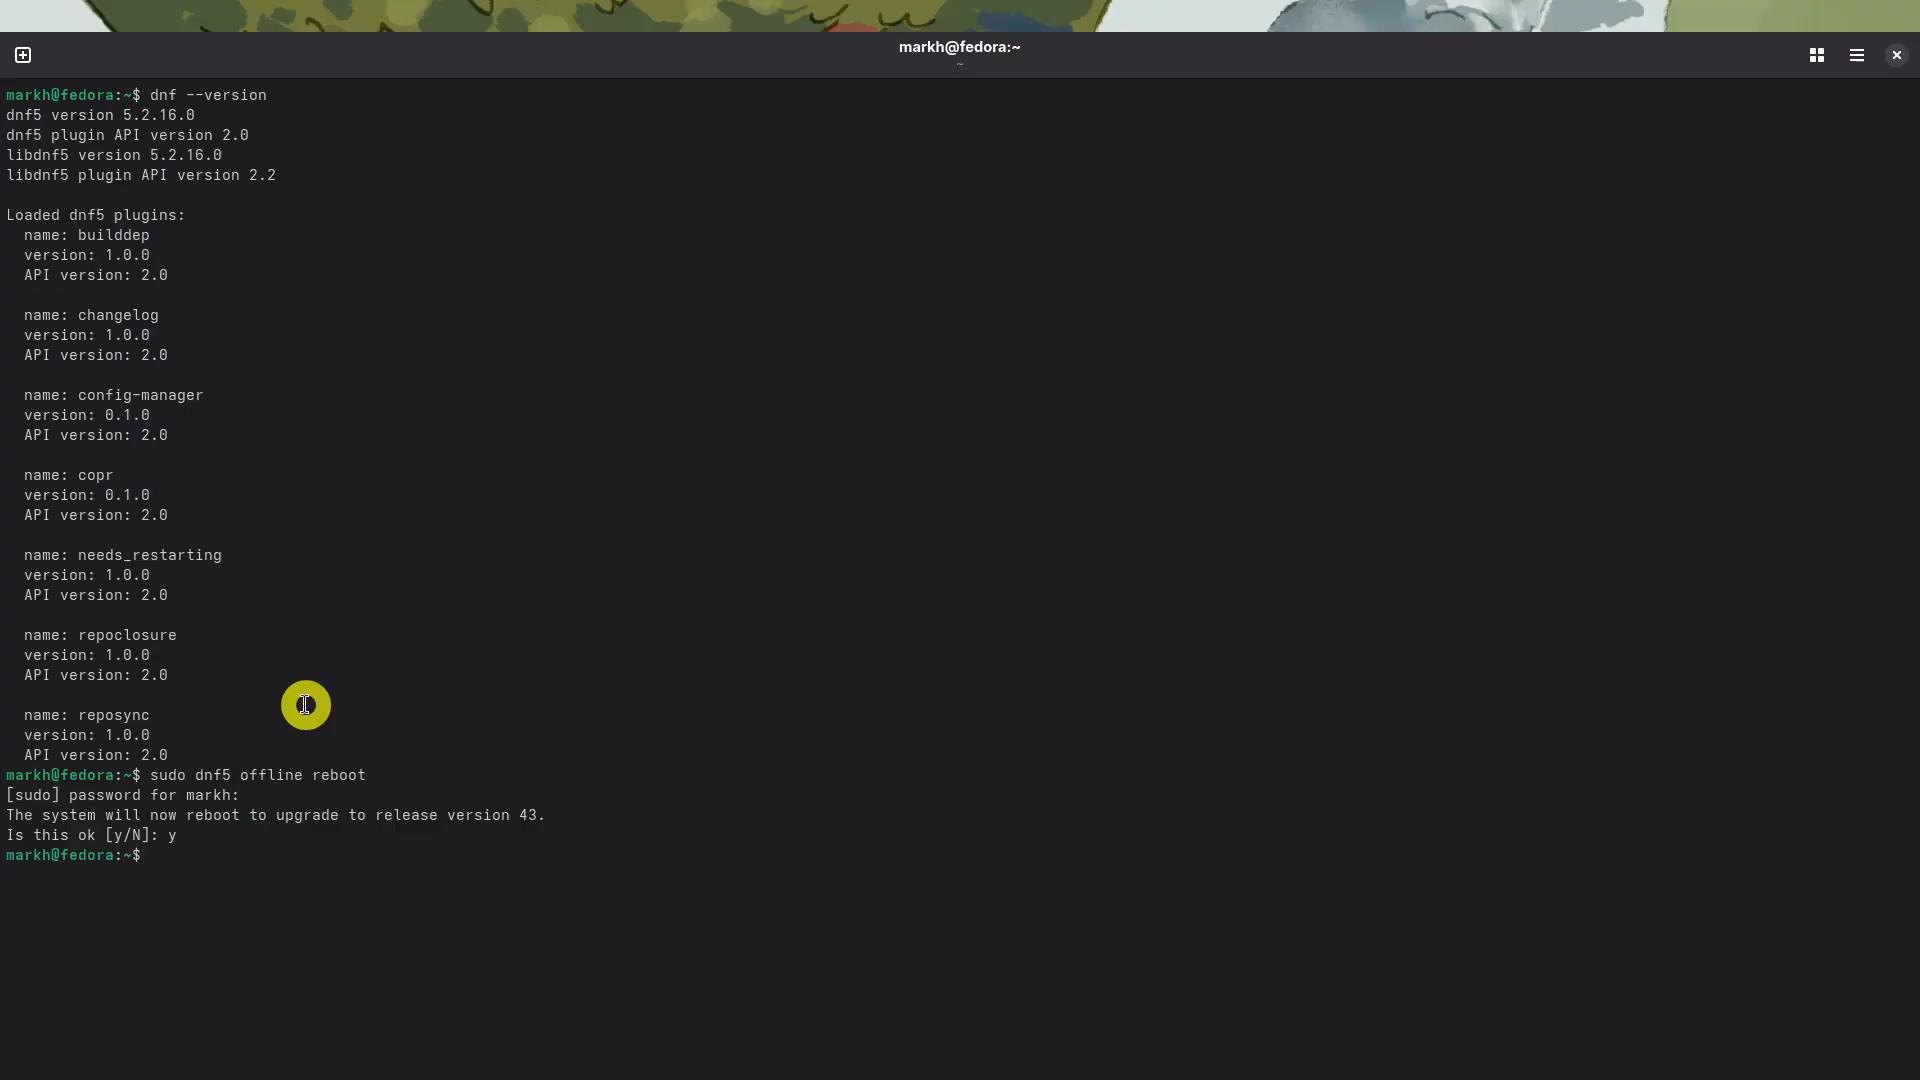 markh@fedora:~
~
markh@fedora:~$ dnf --version
dnf5 version 5.2.16.0
dnf5 plugin API version 2.0
libdnf5 version 5.2.16.0
libdnf5 plugin API version 2.2
Loaded dnf5 plugins:
name: builddep
version: 1.0.0
API version: 2.0
name: changelog
version: 1.0.0
API version: 2.0
name: config-manager
version: 0.1.0
API version: 2.0
name: copr
version: 0.1.0
API version: 2.0
name: needs_restarting
version: 1.0.0
API version: 2.0
name: repoclosure
version: 1.0.0
API version: 2.0
name: reposync
version: 1.0.0
API version: 2.0
markh@fedora:~$ sudo dnf5 offline reboot
[sudo] password for markh:
The system will now reboot to upgrade to release version 43.
Is this ok [y/N]: y
markh@fedora:~$